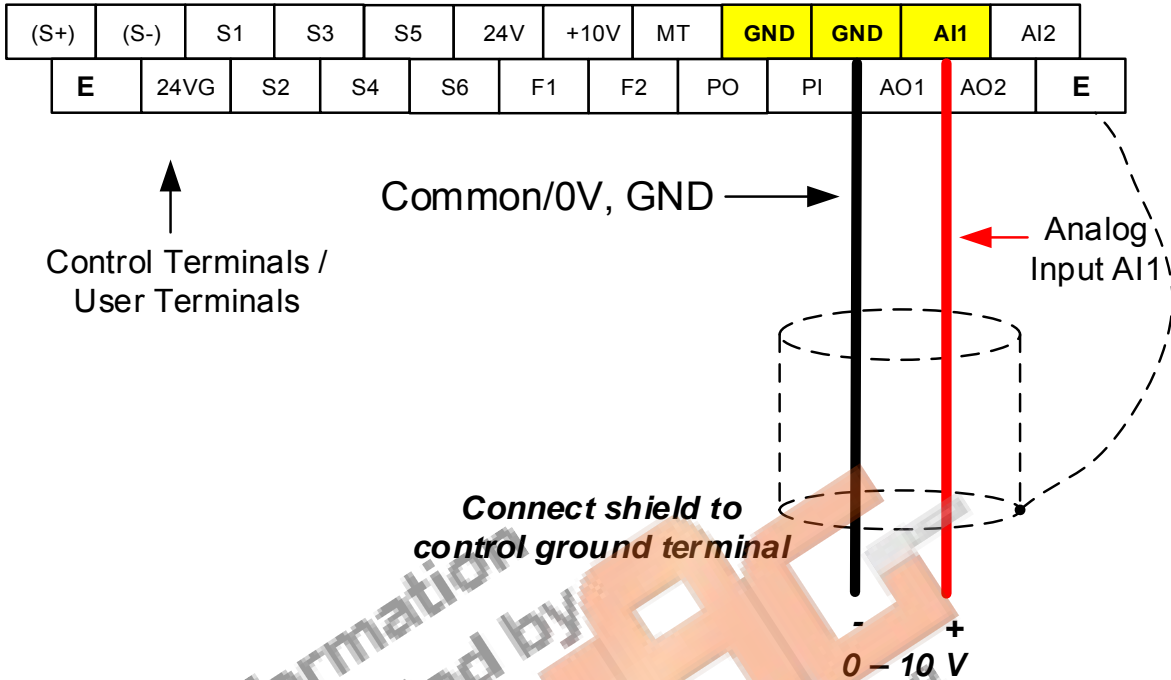 (S+) (S-) S1 S3 S5 24V +10V MT GND GND AI1 AI2
E 24VG S2 S4 S6 F1 F2 PO PI AO1 AO2 E
Common/0V, GND
Control Terminals /
User Terminals
Analog
Input AI1
Connect shield to
control ground terminal
- +
0 – 10 V